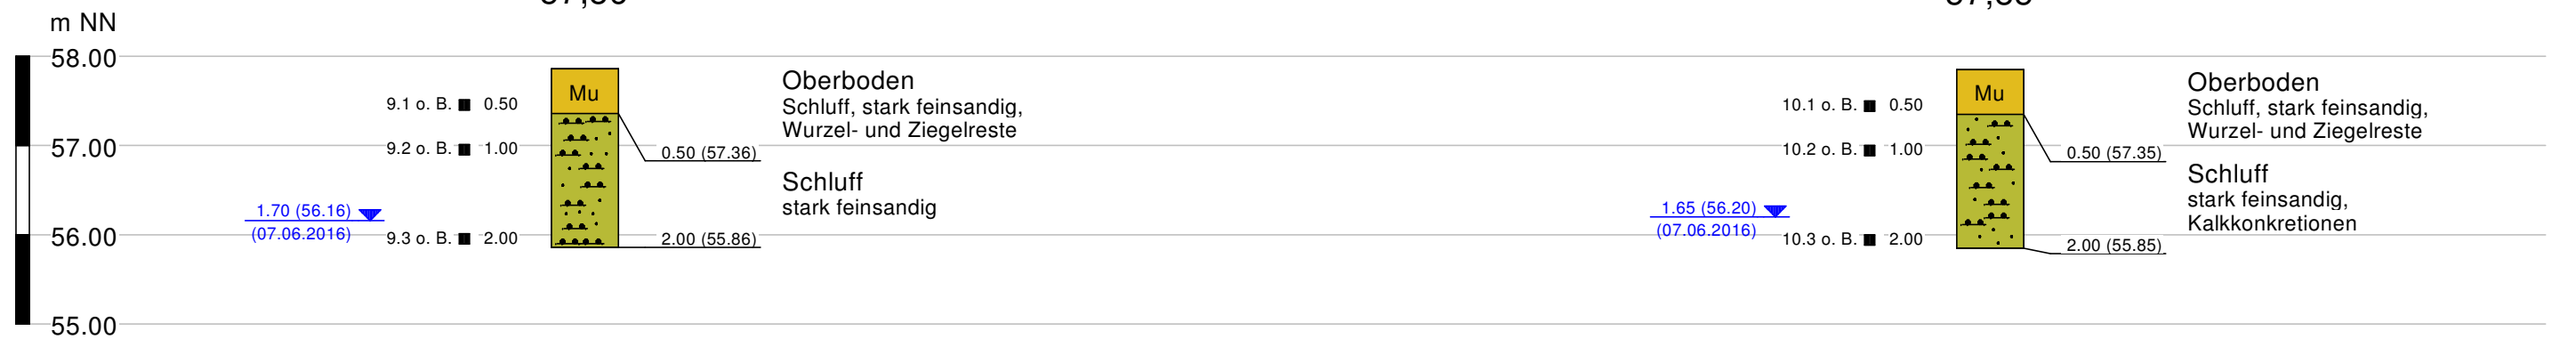 m NN
58.00
57.00
56.00
55.00
9.1 o. B. 0.50
9.2 o. B. 1.00
9.3 o. B. 2.00
1.70 (56.16)
(07.06.2016)
Mu
0.50 (57.36)
2.00 (55.86)
Oberboden
Schluff, stark feinsandig,
Wurzel- und Ziegelreste
Schluff
stark feinsandig
10.1 o. B. 0.50
10.2 o. B. 1.00
10.3 o. B. 2.00
1.65 (56.20)
(07.06.2016)
Mu
0.50 (57.35)
2.00 (55.85)
Oberboden
Schluff, stark feinsandig,
Wurzel- und Ziegelreste
Schluff
stark feinsandig,
Kalkkonkretionen